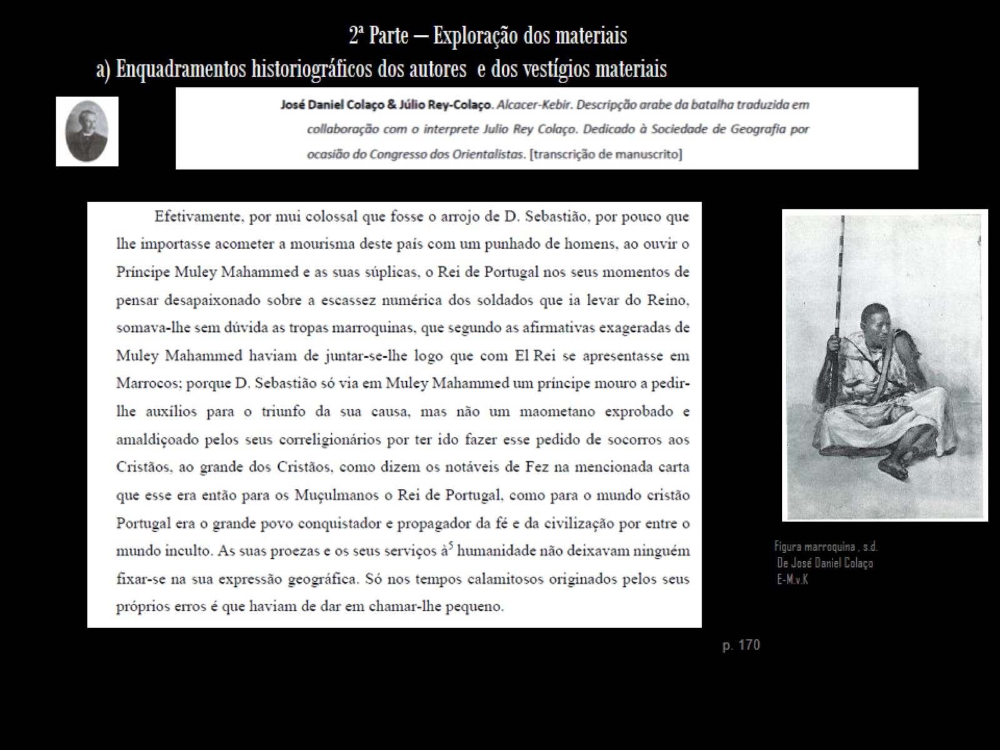 2ª Parte – Exploração dos materiais
a) Enquadramentos historiográficos dos autores e dos vestígios materiais
José Daniel Colaço & Júlio Rey-Colaço. Alcacer-Kebir. Descripção arabe da batalha traduzida em
collaboração com o interprete Julio Rey Colaço. Dedicado à Sociedade de Geografia por
ocasião do Congresso dos Orientalistas. [transcrição de manuscrito]
Efetivamente, por mui colossal que fosse o arrojo de D. Sebastião, por pouco que
lhe importasse acometer a mourisma deste país com um punhado de homens, ao ouvir o
Príncipe Muley Mahammed e as suas súplicas, o Rei de Portugal nos seus momentos de
pensar desapaixonado sobre a escassez numérica dos soldados que ia levar do Reino,
somava-lhe sem dúvida as tropas marroquinas, que segundo as afirmativas exageradas de
Muley Mahammed haviam de juntar-se-lhe logo que com El Rei se apresentasse em
Marrocos; porque D. Sebastião só via em Muley Mahammed um príncipe mouro a pedir-
lhe auxílios para o triunfo da sua causa, mas não um maometano exprobado e
amaldiçoado pelos seus correligionários por ter ido fazer esse pedido de socorros aos
Cristãos, ao grande dos Cristãos, como dizem os notáveis de Fez na mencionada carta
que esse era então para os Muçulmanos o Rei de Portugal, como para o mundo cristão
Portugal era o grande povo conquistador e propagador da fé e da civilização por entre o
mundo inculto. As suas proezas e os seus serviços à⁵ humanidade não deixavam ninguém
fixar-se na sua expressão geográfica. Só nos tempos calamitosos originados pelos seus
próprios erros é que haviam de dar em chamar-lhe pequeno.
Figura marroquina , s.d.
De José Daniel Colaço
E-M.v.K
p. 170